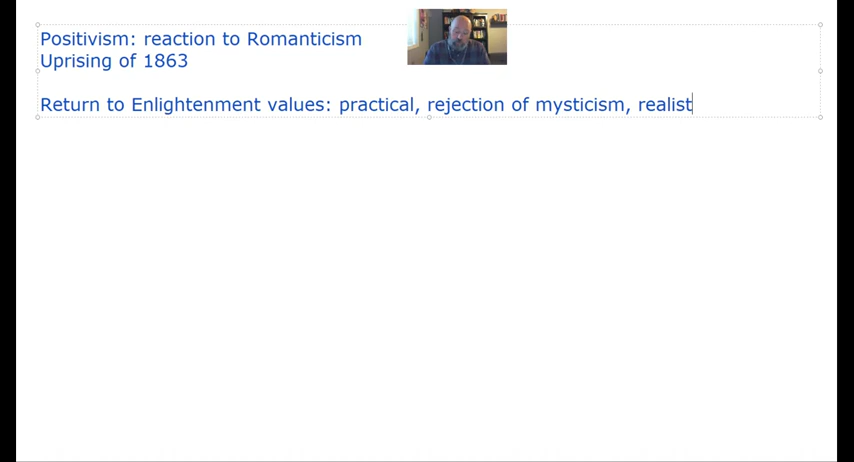 Positivism: reaction to Romanticism
Uprising of 1863
Return to Enlightenment values: practical, rejection of mysticism, realist